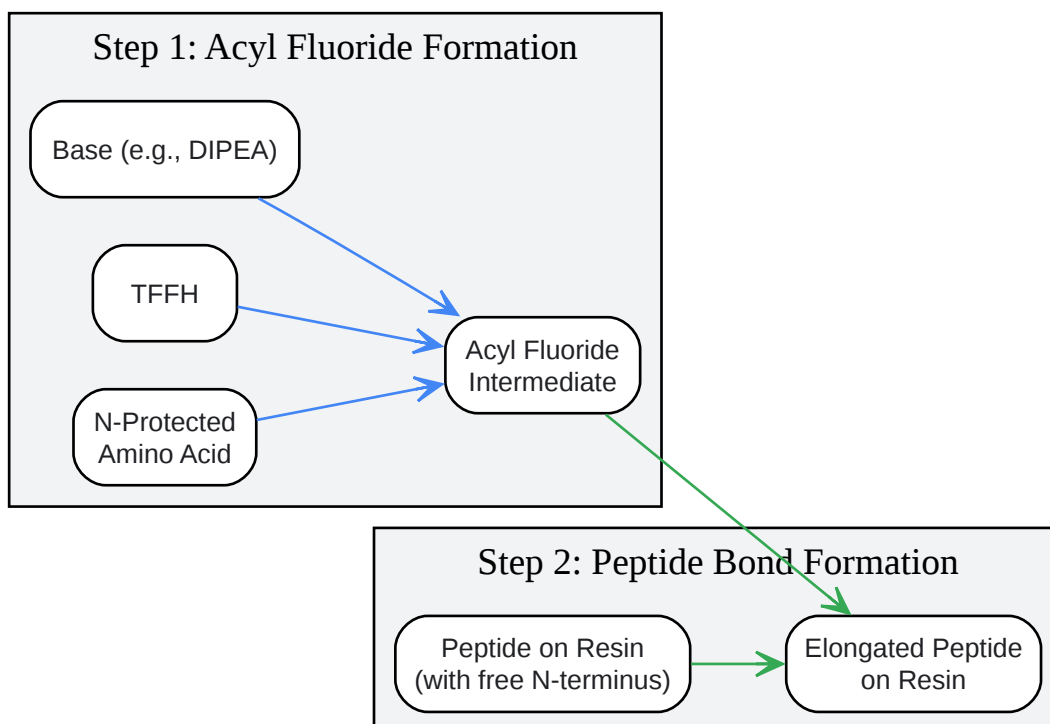 Step 1: Acyl Fluoride Formation
Base (e.g., DIPEA)
TFFH
N-Protected
Amino Acid
Acyl Fluoride
Intermediate
Step 2: Peptide Bond Formation
Peptide on Resin
(with free N-terminus)
Elongated Peptide
on Resin